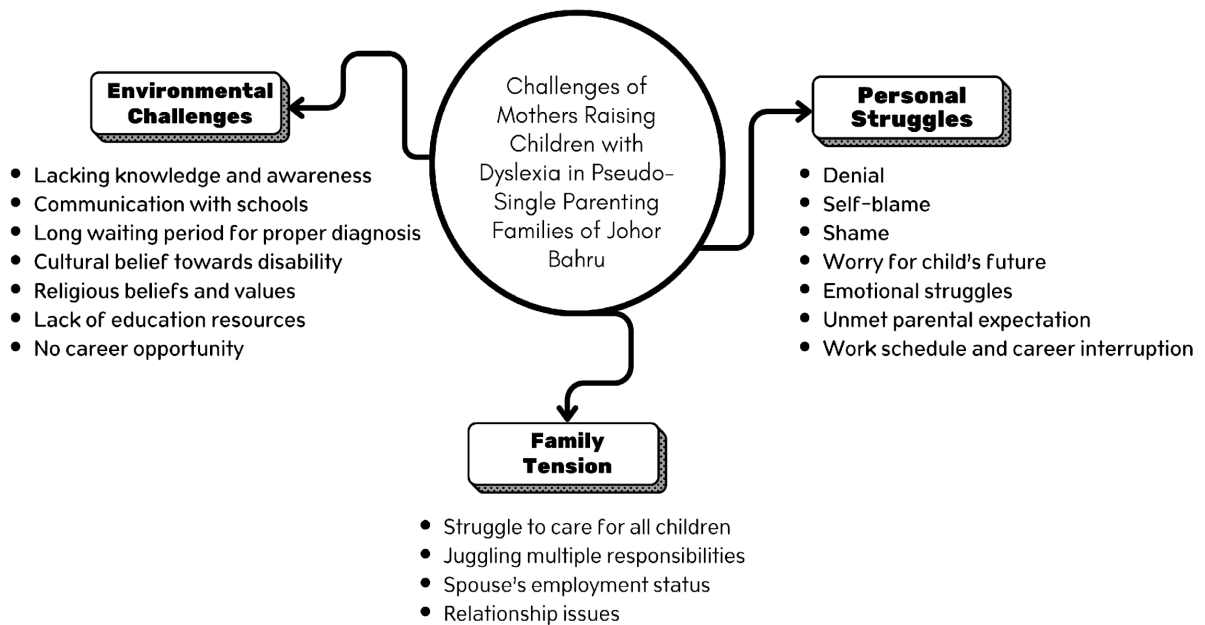 Challenges of
Mothers Raising
Children with
Dyslexia in Pseudo-
Single Parenting
Families of Johor
Bahru
Environmental
Challenges
• Lacking knowledge and awareness
• Communication with schools
• Long waiting period for proper diagnosis
• Cultural belief towards disability
• Religious beliefs and values
• Lack of education resources
• No career opportunity
Personal
Struggles
• Denial
• Self-blame
• Shame
• Worry for child's future
• Emotional struggles
• Unmet parental expectation
• Work schedule and career interruption
Family
Tension
• Struggle to care for all children
• Juggling multiple responsibilities
• Spouse's employment status
• Relationship issues